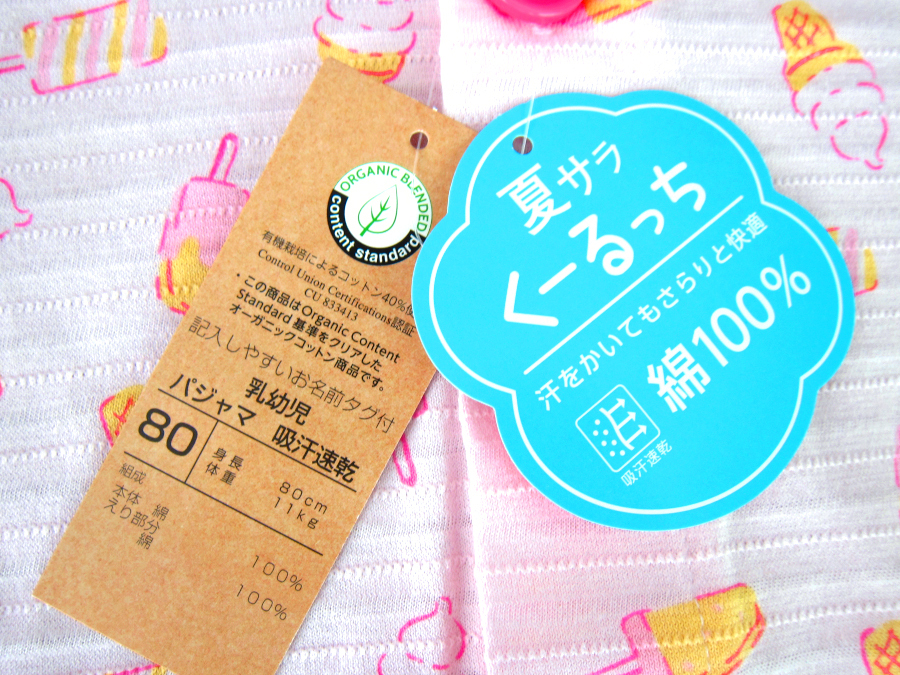 ORGANIC BLENDED
content standard
有機栽培によるコットン40%使
Control Union Certifications認証
CU 833413
・この商品はOrganic Content
Standard 基準をクリアした
オーガニックコットン商品です。
記入しやすいお名前タグ付
乳幼児
パジャマ 吸汗速乾
80
身長 80cm
体重 11kg
組成
本体 綿 100%
えり部分
綿 100%
夏サラ
くーるっち
汗をかいてもさらりと快適
綿100%
吸汗速乾